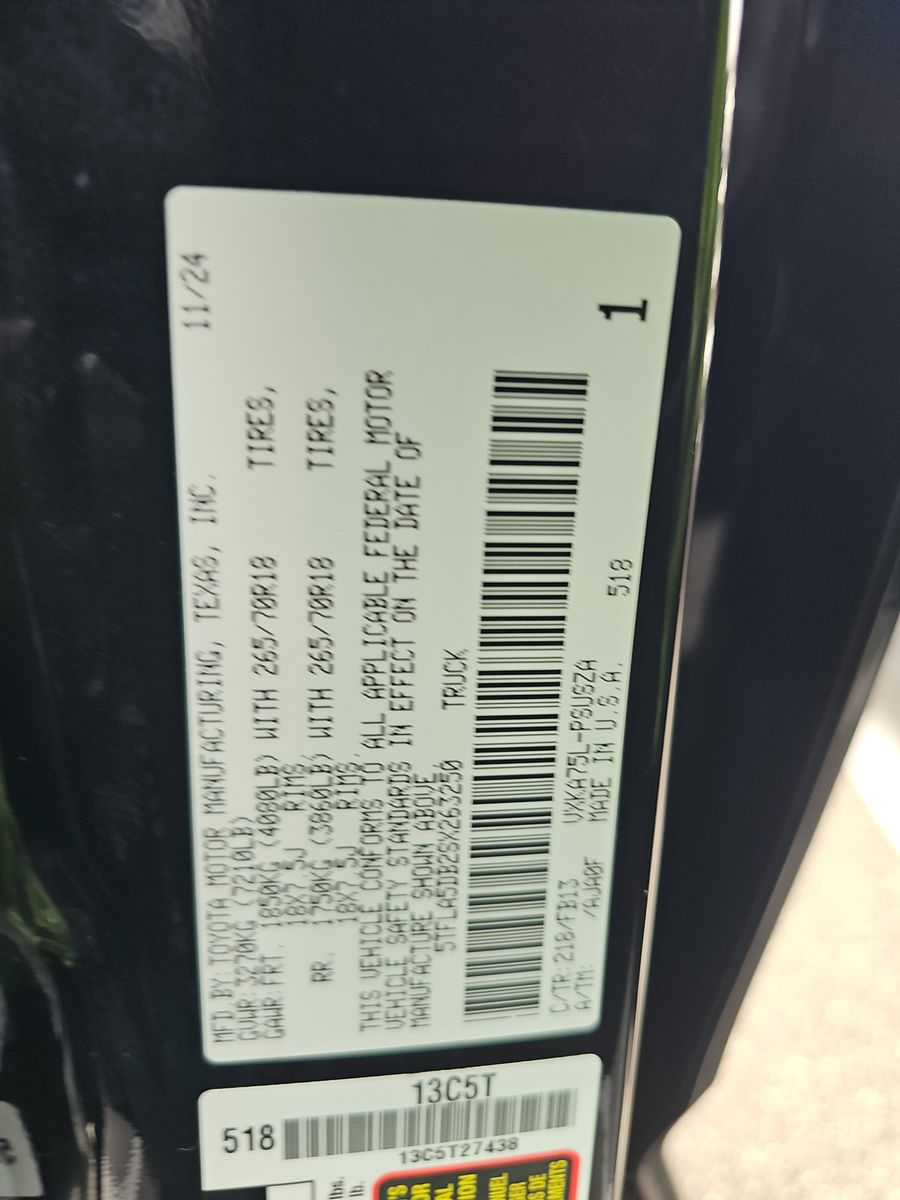 11/24
MFD BY: TOYOTA MOTOR MANUFACTURING, TEXAS, INC.
GVWR: 3270KG (7210LB)
GAWR: FRT. 1850KG (4080LB) WITH 265/70R18 TIRES,
18X7.5J RIMS,
RR. 1750KG (3860LB) WITH 265/70R18 TIRES,
18X7.5J RIMS,
THIS VEHICLE CONFORMS TO ALL APPLICABLE FEDERAL MOTOR
VEHICLE SAFETY STANDARDS IN EFFECT ON THE DATE OF
MANUFACTURE SHOWN ABOVE.
5TFLA5DB2SX263250 TRUCK
1
C/TR: 218/FB13 VXKA75L-PSUSZA
A/TM: /AJA0F MADE IN U.S.A. 518
13C5T
518
13C5T27438